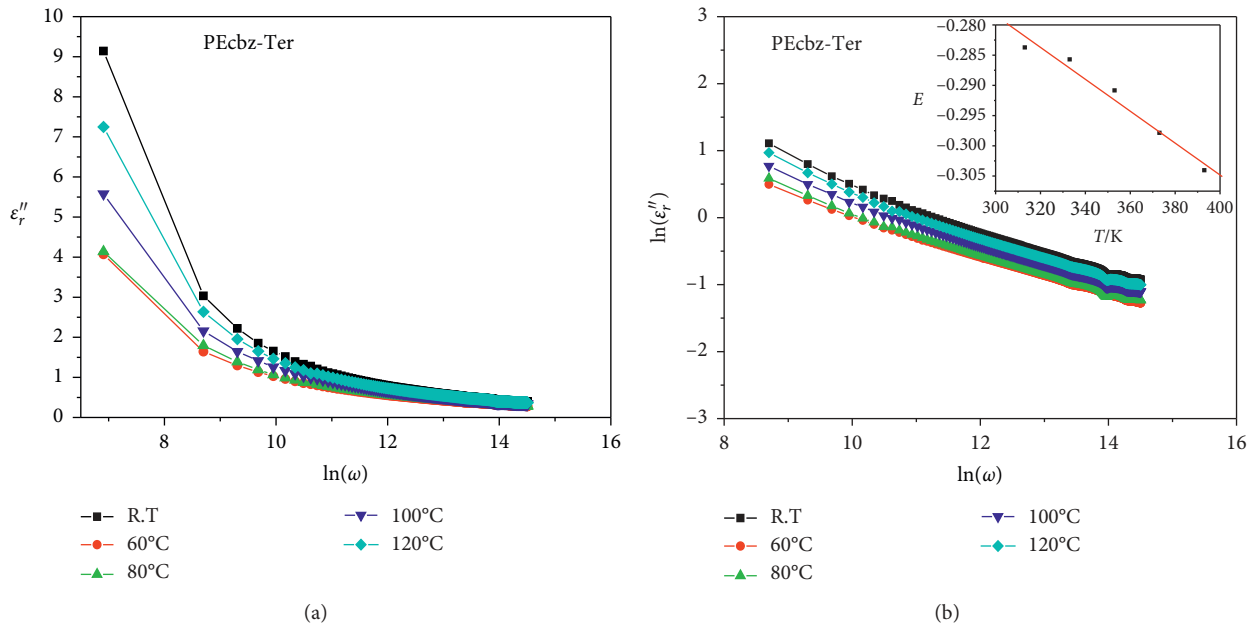 10
9
8
7
6
5
4
3
2
1
0
εr″
PEcbz-Ter
8
10
12
14
16
ln(ω)
R.T
60°C
80°C
100°C
120°C
(a)
3
2
1
0
−1
−2
−3
ln(εr″)
PEcbz-Ter
−0.280
−0.285
−0.290
−0.295
−0.300
−0.305
E
300 320 340 360 380 400
T/K
8
10
12
14
16
ln(ω)
R.T
60°C
80°C
100°C
120°C
(b)